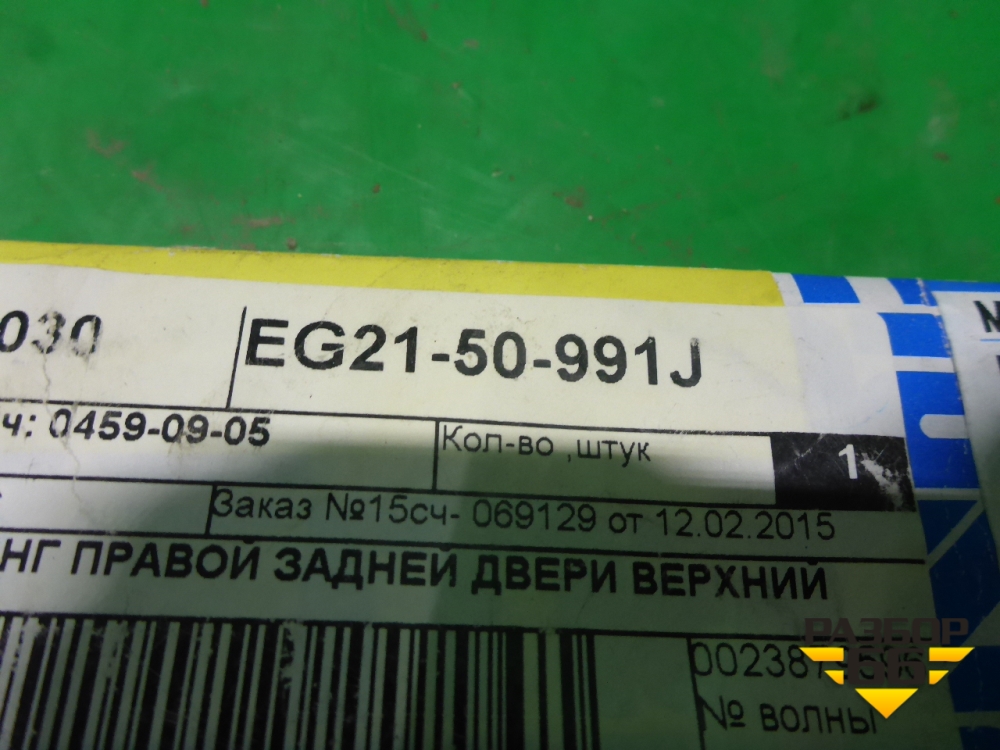 030 EG21-50-991J
ч: 0459-09-05 Кол-во ,штук 1
Заказ №15сч- 069129 от 12.02.2015
НГ ПРАВОЙ ЗАДНЕЙ ДВЕРИ ВЕРХНИЙ
№ волны
РАЗБОР